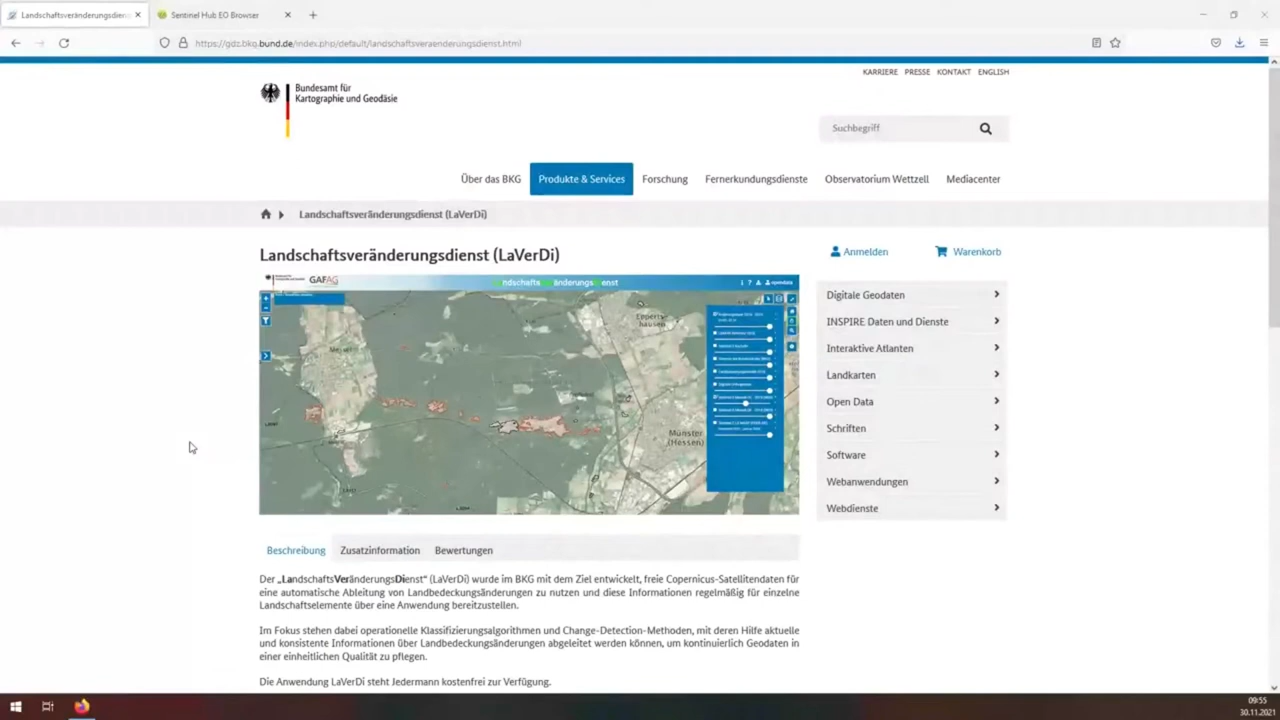 Landschaftsveränderungsdien
Sentinel Hub EO Browser
https://gdz.bkg.bund.de/index.php/default/landschaftsveraenderungsdienst.html
KARRIERE PRESSE KONTAKT ENGLISH
Bundesamt für
Kartographie und Geodäsie
Suchbegriff
Über das BKG Produkte & Services Forschung Fernerkundungsdienste Observatorium Wettzell Mediacenter
Landschaftsveränderungsdienst (LaVerDi)
Landschaftsveränderungsdienst (LaVerDi)
Anmelden Warenkorb
GAFAG
ndschafts änderungs enst
opendata
Epperts-
hausen
Messel
Münster
(Hessen)
Digitale Geodaten
INSPIRE Daten und Dienste
Interaktive Atlanten
Landkarten
Open Data
Schriften
Software
Webanwendungen
Webdienste
Beschreibung Zusatzinformation Bewertungen
Der „LandschaftsVeränderungsDienst“ (LaVerDi) wurde im BKG mit dem Ziel entwickelt, freie Copernicus-Satellitendaten für
eine automatische Ableitung von Landbedeckungsänderungen zu nutzen und diese Informationen regelmäßig für einzelne
Landschaftselemente über eine Anwendung bereitzustellen.
Im Fokus stehen dabei operationelle Klassifizierungsalgorithmen und Change-Detection-Methoden, mit deren Hilfe aktuelle
und konsistente Informationen über Landbedeckungsänderungen abgeleitet werden können, um kontinuierlich Geodaten in
einer einheitlichen Qualität zu pflegen.
Die Anwendung LaVerDi steht Jedermann kostenfrei zur Verfügung.
09:55
30.11.2021